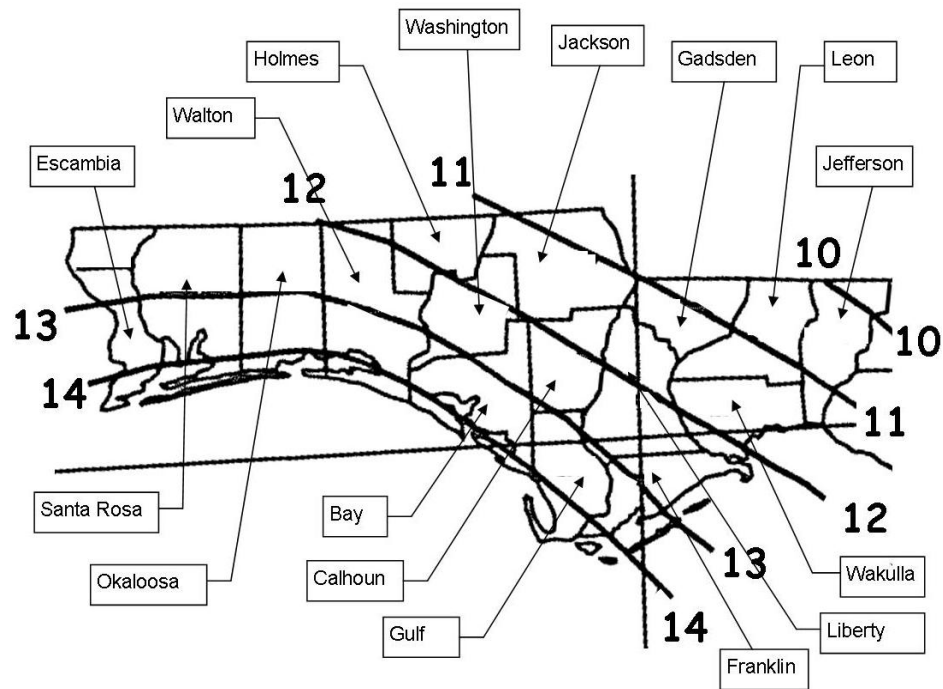 Washington
Jackson
Holmes
Gadsden
Leon
Walton
Escambia
Jefferson
12
11
10
13
10
14
11
Santa Rosa
Bay
12
Okaloosa
Calhoun
13
Wakulla
Gulf
14
Liberty
Franklin